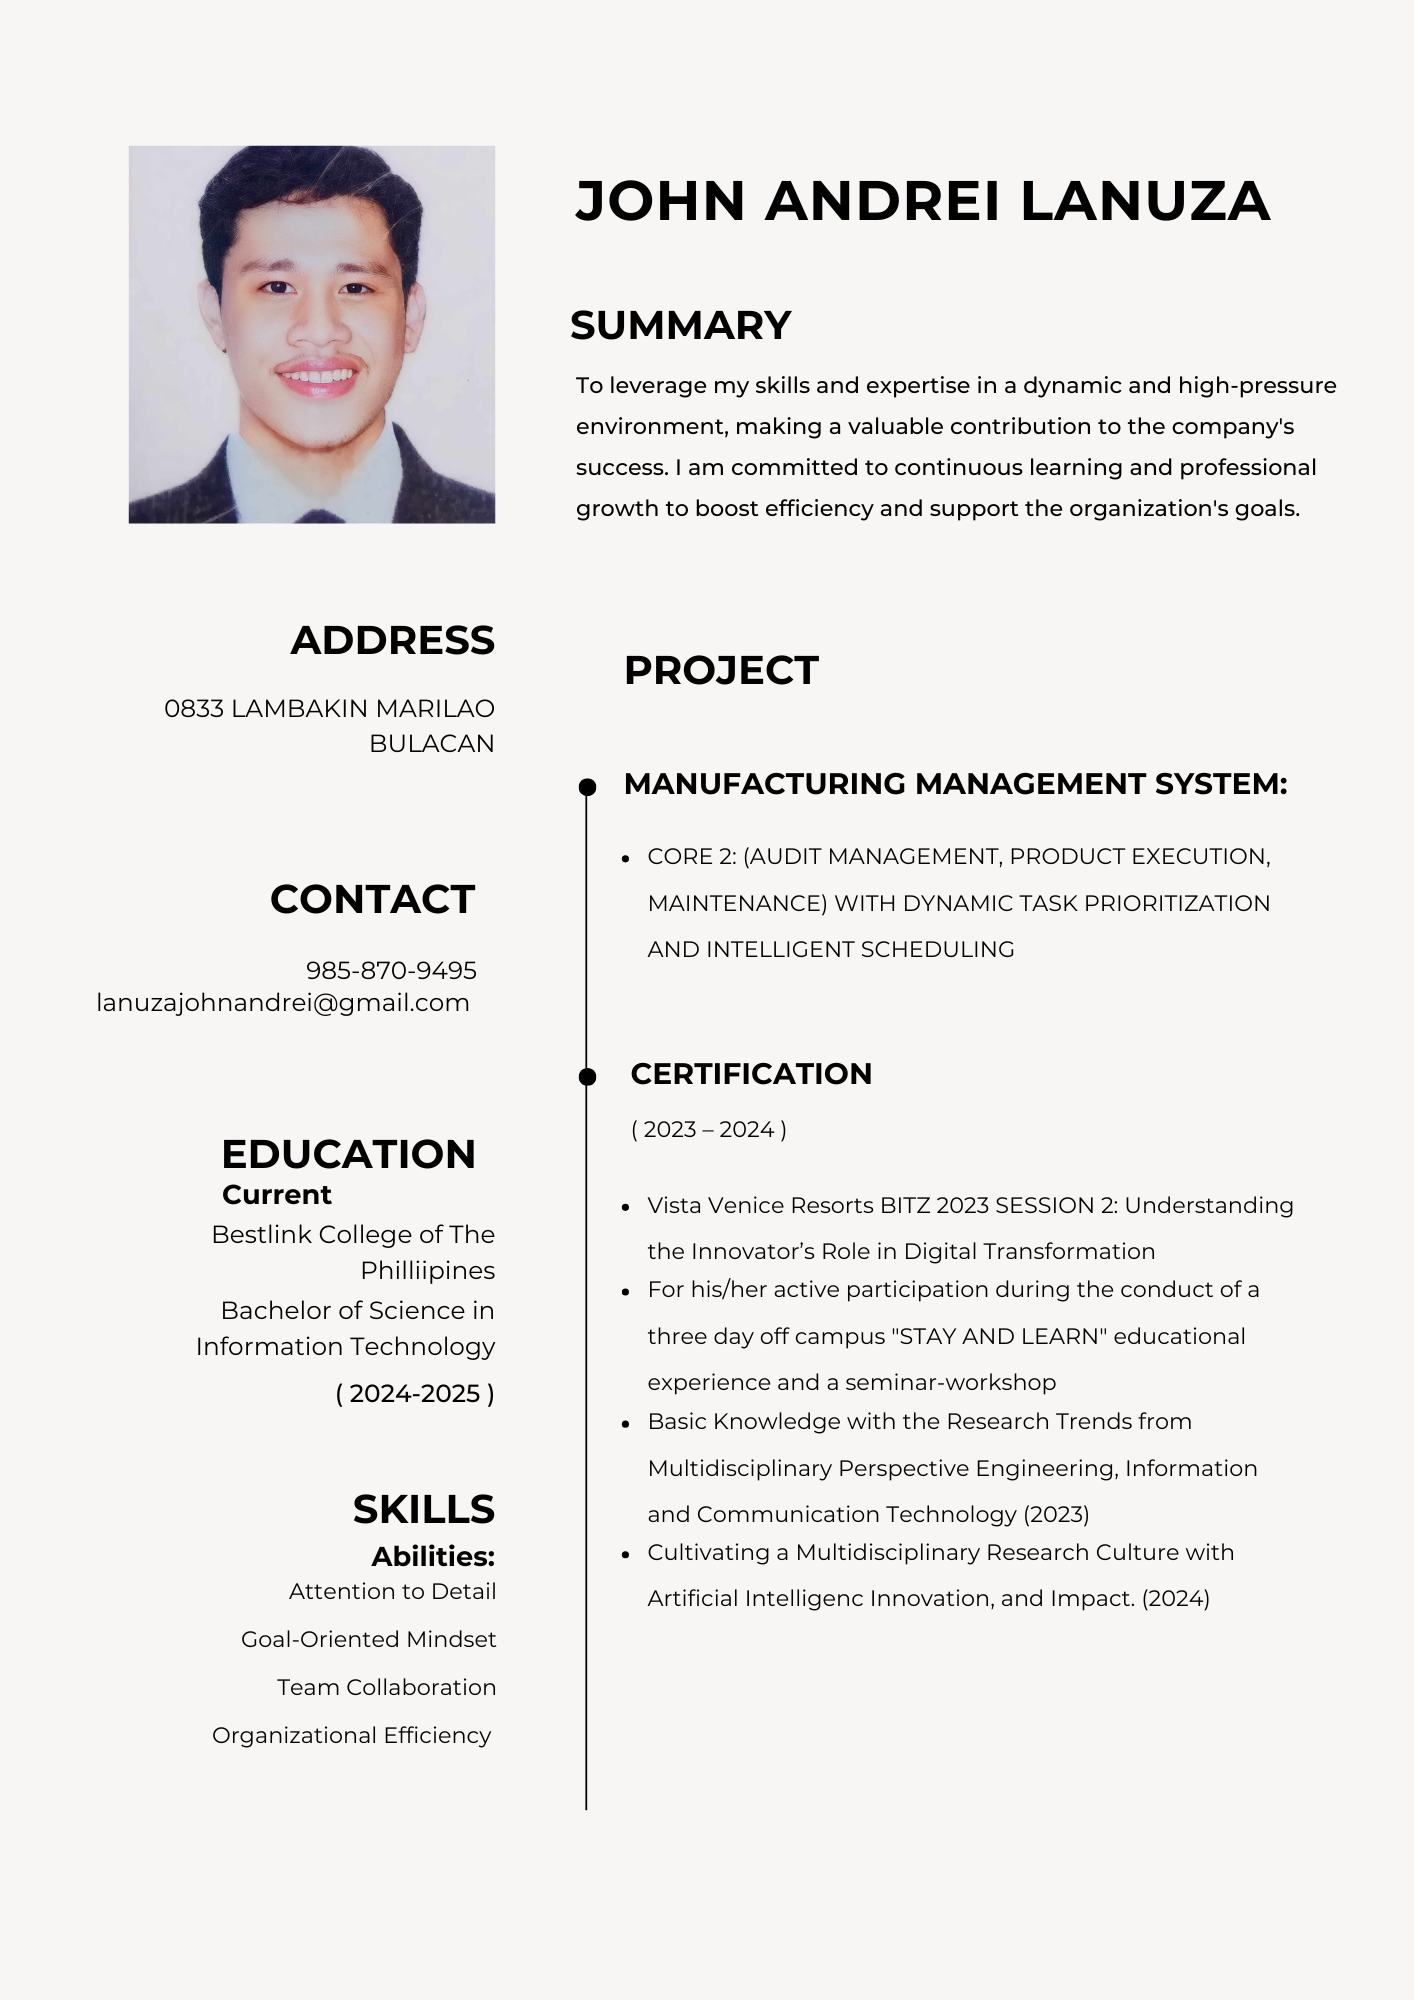 JOHN ANDREI LANUZA
SUMMARY
To leverage my skills and expertise in a dynamic and high-pressure
environment, making a valuable contribution to the company's
success. I am committed to continuous learning and professional
growth to boost efficiency and support the organization's goals.
ADDRESS
0833 LAMBAKIN MARILAO
BULACAN
CONTACT
985-870-9495
lanuzajohnandrei@gmail.com
EDUCATION
Current
Bestlink College of The
Philliipines
Bachelor of Science in
Information Technology
( 2024-2025 )
SKILLS
Abilities:
Attention to Detail
Goal-Oriented Mindset
Team Collaboration
Organizational Efficiency
PROJECT
MANUFACTURING MANAGEMENT SYSTEM:
• CORE 2: (AUDIT MANAGEMENT, PRODUCT EXECUTION,
MAINTENANCE) WITH DYNAMIC TASK PRIORITIZATION
AND INTELLIGENT SCHEDULING
CERTIFICATION
( 2023 – 2024 )
• Vista Venice Resorts BITZ 2023 SESSION 2: Understanding
the Innovator’s Role in Digital Transformation
• For his/her active participation during the conduct of a
three day off campus "STAY AND LEARN" educational
experience and a seminar-workshop
• Basic Knowledge with the Research Trends from
Multidisciplinary Perspective Engineering, Information
and Communication Technology (2023)
• Cultivating a Multidisciplinary Research Culture with
Artificial Intelligenc Innovation, and Impact. (2024)